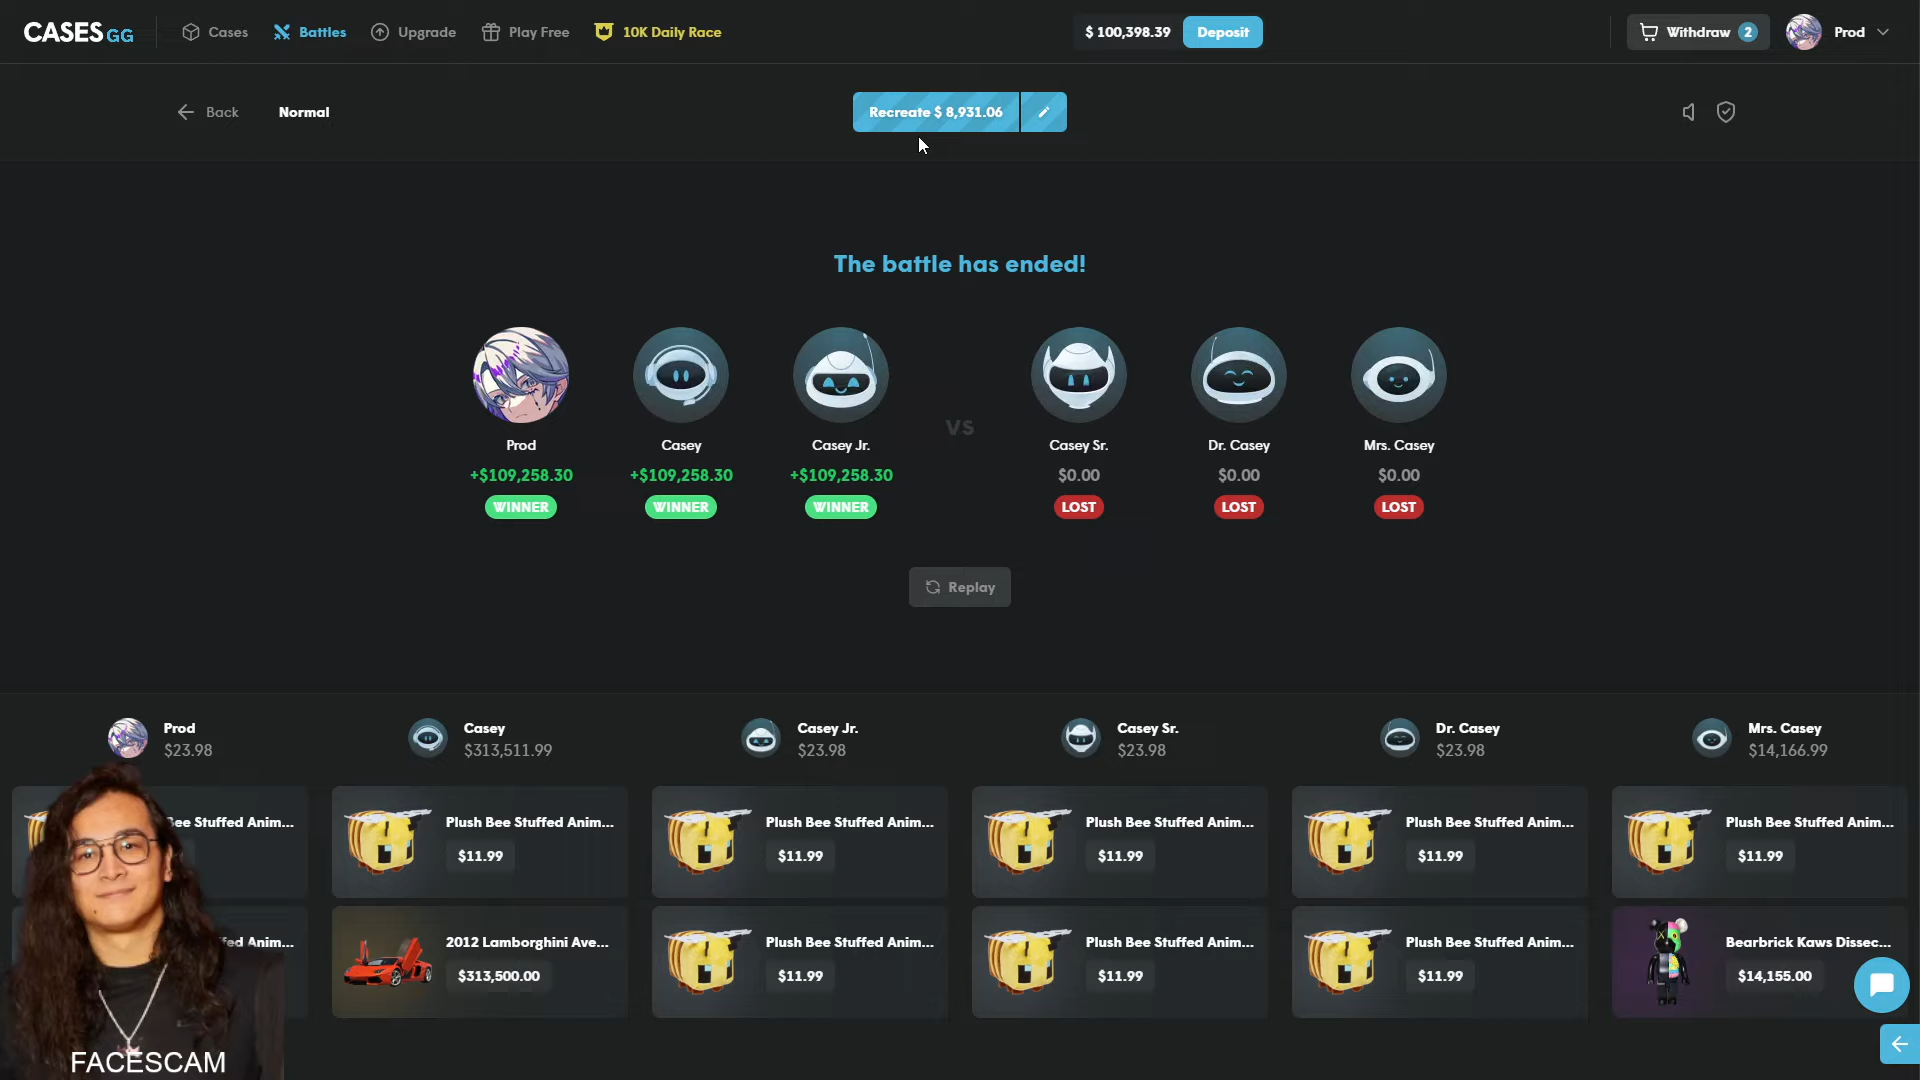 CASES GG
Cases
Battles
Upgrade
Play Free
10K Daily Race
$ 100,398.39
Deposit
Withdraw 2
Prod
Back
Normal
Recreate $ 8,931.06
The battle has ended!
Prod
+$109,258.30
WINNER
Casey
+$109,258.30
WINNER
Casey Jr.
+$109,258.30
WINNER
VS
Casey Sr.
$0.00
LOST
Dr. Casey
$0.00
LOST
Mrs. Casey
$0.00
LOST
Replay
Prod
$23.98
Casey
$313,511.99
Casey Jr.
$23.98
Casey Sr.
$23.98
Dr. Casey
$23.98
Mrs. Casey
$14,166.99
Bee Stuffed Anim...
Plush Bee Stuffed Anim...
$11.99
Plush Bee Stuffed Anim...
$11.99
Plush Bee Stuffed Anim...
$11.99
Plush Bee Stuffed Anim...
$11.99
Plush Bee Stuffed Anim...
$11.99
Anim...
2012 Lamborghini Ave...
$313,500.00
Plush Bee Stuffed Anim...
$11.99
Plush Bee Stuffed Anim...
$11.99
Plush Bee Stuffed Anim...
$11.99
Bearbrick Kaws Dissec...
$14,155.00
FACESCAM